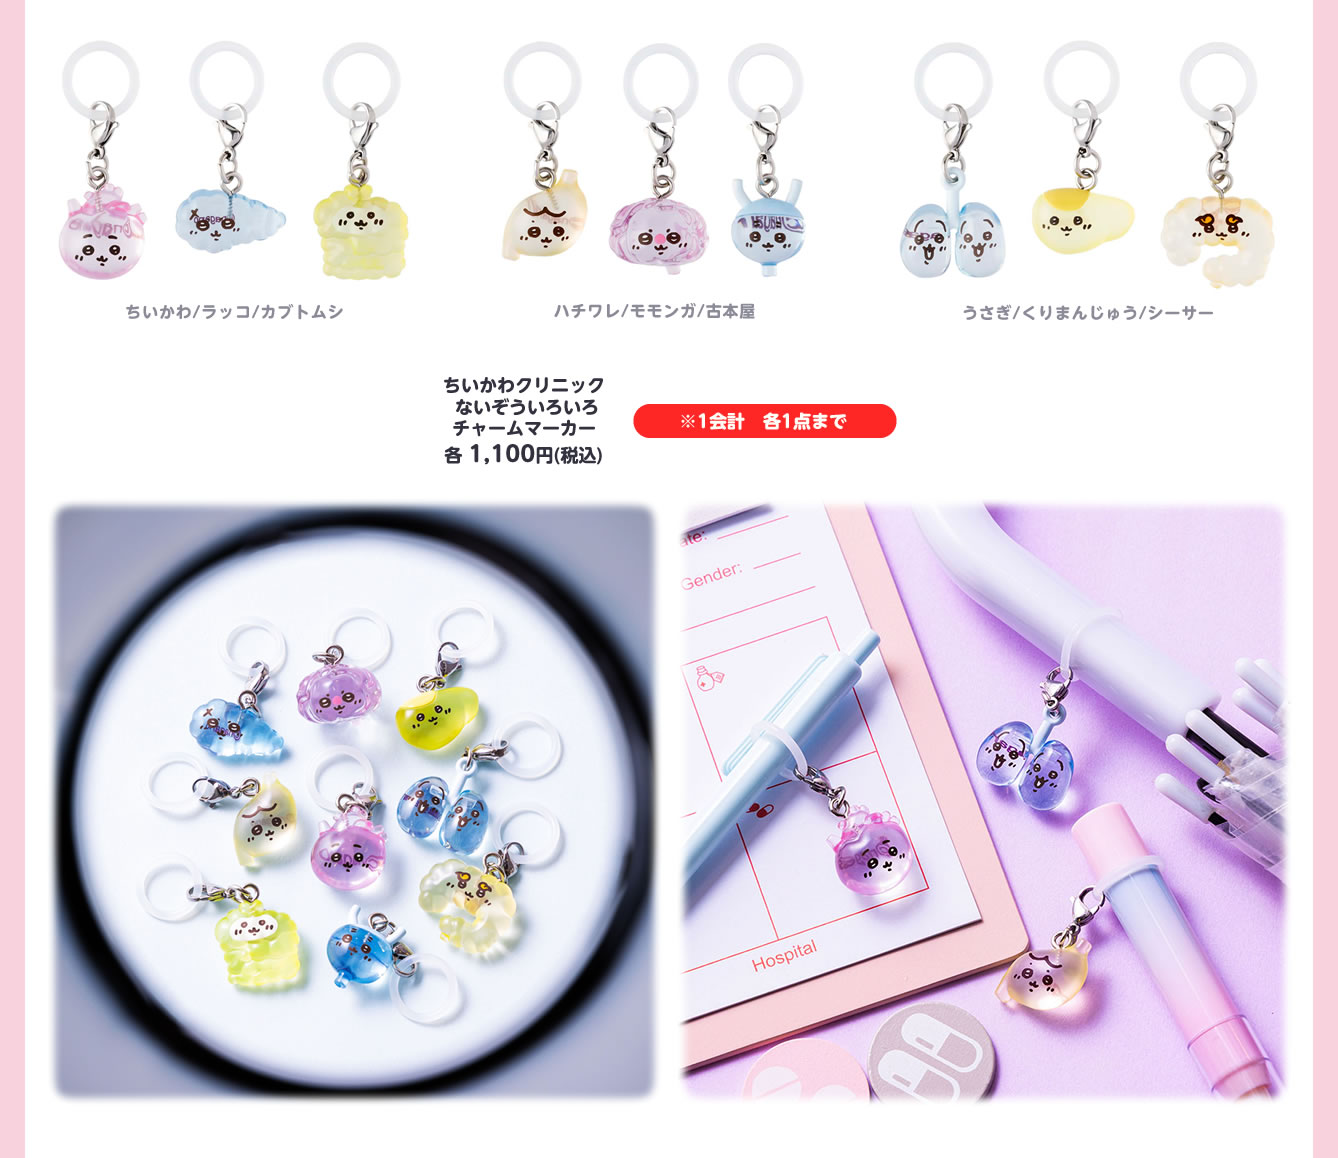 ちいかわ/ラッコ/カブトムシ
ハチワレ/モモンガ/古本屋
うさぎ/くりまんじゅう/シーサー
ちいかわクリニック
ないぞういろいろ
チャームマーカー
各 1,100円(税込)
※1会計　各1点まで
Gender:
Hospital